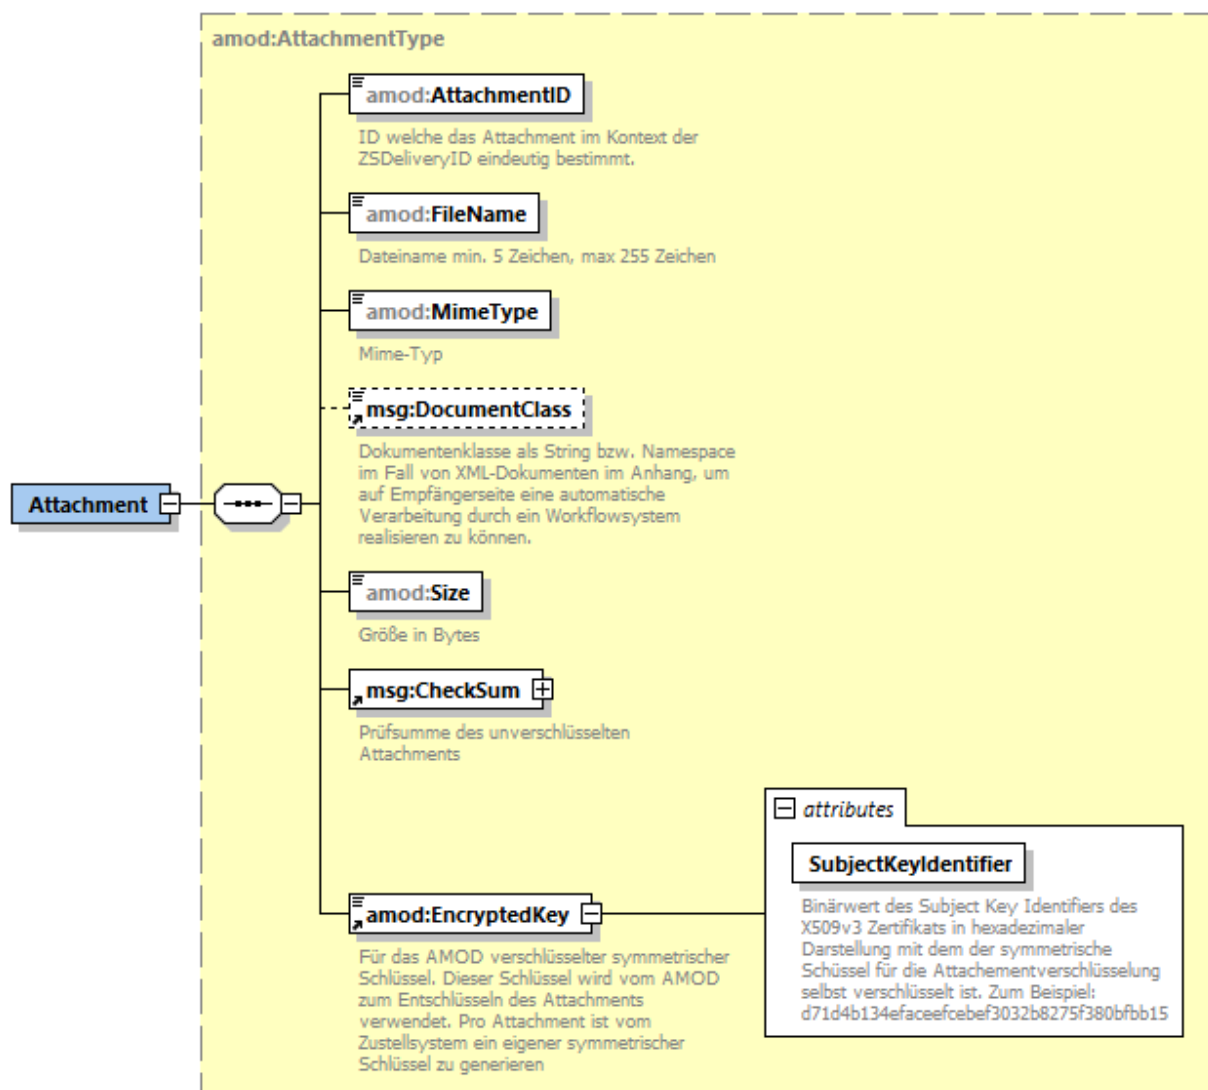 amod:AttachmentType
amod:AttachmentID
ID welche das Attachment im Kontext der
ZSDeliveryID eindeutig bestimmt.
amod:FileName
Dateiname min. 5 Zeichen, max 255 Zeichen
amod:MimeType
Mime-Typ
msg:DocumentClass
Dokumentenklasse als String bzw. Namespace
im Fall von XML-Dokumenten im Anhang, um
auf Empfängerseite eine automatische
Verarbeitung durch ein Workflowsystem
realisieren zu können.
Attachment
amod:Size
Größe in Bytes
msg:CheckSum
Prüfsumme des unverschlüsselten
Attachments
attributes
SubjectKeyIdentifier
Binärwert des Subject Key Identifiers des
X509v3 Zertifikats in hexadezimaler
Darstellung mit dem der symmetrische
Schüssel für die Attachementverschlüsselung
selbst verschlüsselt ist. Zum Beispiel:
d71d4b134efaceefcebef3032b8275f380bfbb15
amod:EncryptedKey
Für das AMOD verschlüsselter symmetrischer
Schlüssel. Dieser Schlüssel wird vom AMOD
zum Entschlüsseln des Attachments
verwendet. Pro Attachment ist vom
Zustellsystem ein eigener symmetrischer
Schlüssel zu generieren